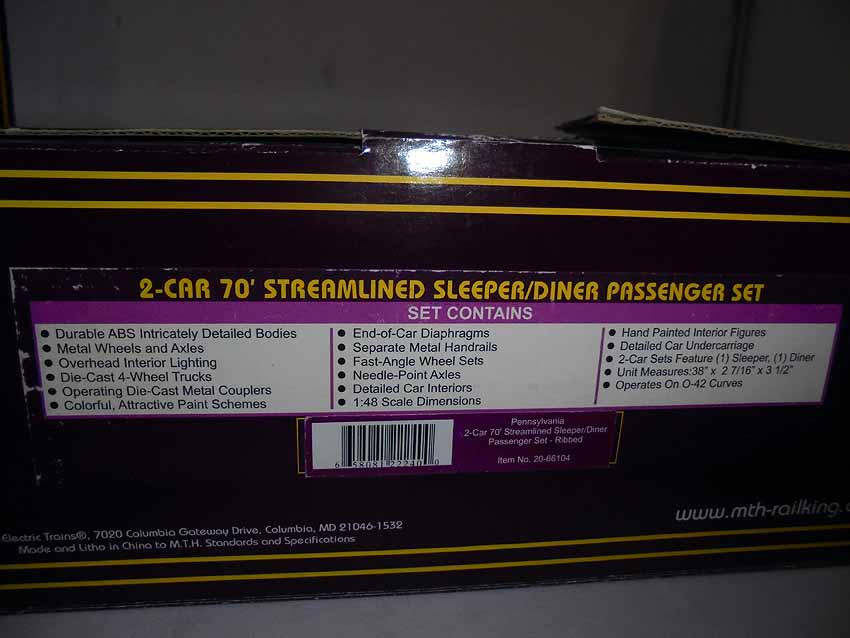 2-CAR 70' STREAMLINED SLEEPER/DINER PASSENGER SET
SET CONTAINS
• Durable ABS Intricately Detailed Bodies
• Metal Wheels and Axles
• Overhead Interior Lighting
• Die-Cast 4-Wheel Trucks
• Operating Die-Cast Metal Couplers
• Colorful, Attractive Paint Schemes
• End-of-Car Diaphragms
• Separate Metal Handrails
• Fast-Angle Wheel Sets
• Needle-Point Axles
• Detailed Car Interiors
• 1:48 Scale Dimensions
• Hand Painted Interior Figures
• Detailed Car Undercarriage
• 2-Car Sets Feature (1) Sleeper, (1) Diner
• Unit Measures:38" x 2 7/16" x 3 1/2"
• Operates On O-42 Curves
Pennsylvania
2-Car 70' Streamlined Sleeper/Diner
Passenger Set - Ribbed
Item No. 20-66104
6 58081 22240 0
Electric Trains®, 7020 Columbia Gateway Drive, Columbia, MD 21046-1532
Made and Litho in China to M.T.H. Standards and Specifications
www.mth-railking.